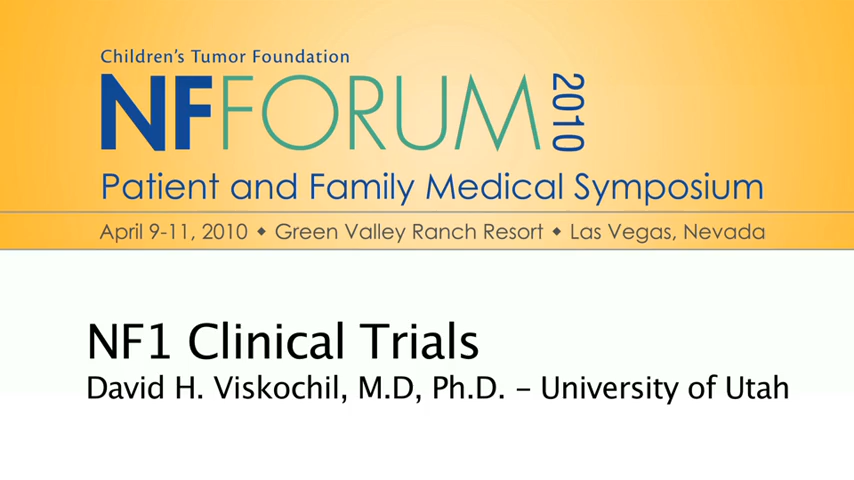 Children's Tumor Foundation
NFFORUM 2010
Patient and Family Medical Symposium
April 9-11, 2010 ◆ Green Valley Ranch Resort ◆ Las Vegas, Nevada
NF1 Clinical Trials
David H. Viskochil, M.D, Ph.D. – University of Utah